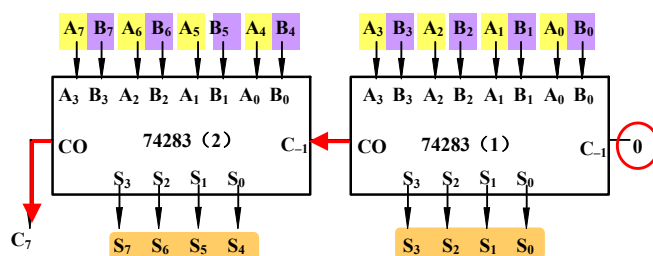 A₇ B₇ A₆ B₆ A₅ B₅ A₄ B₄ A₃ B₃ A₂ B₂ A₁ B₁ A₀ B₀
A₃ B₃ A₂ B₂ A₁ B₁ A₀ B₀ A₃ B₃ A₂ B₂ A₁ B₁ A₀ B₀
CO 74283（2） C₋₁ CO 74283（1） C₋₁ 0
S₃ S₂ S₁ S₀ S₃ S₂ S₁ S₀
C₇ S₇ S₆ S₅ S₄ S₃ S₂ S₁ S₀